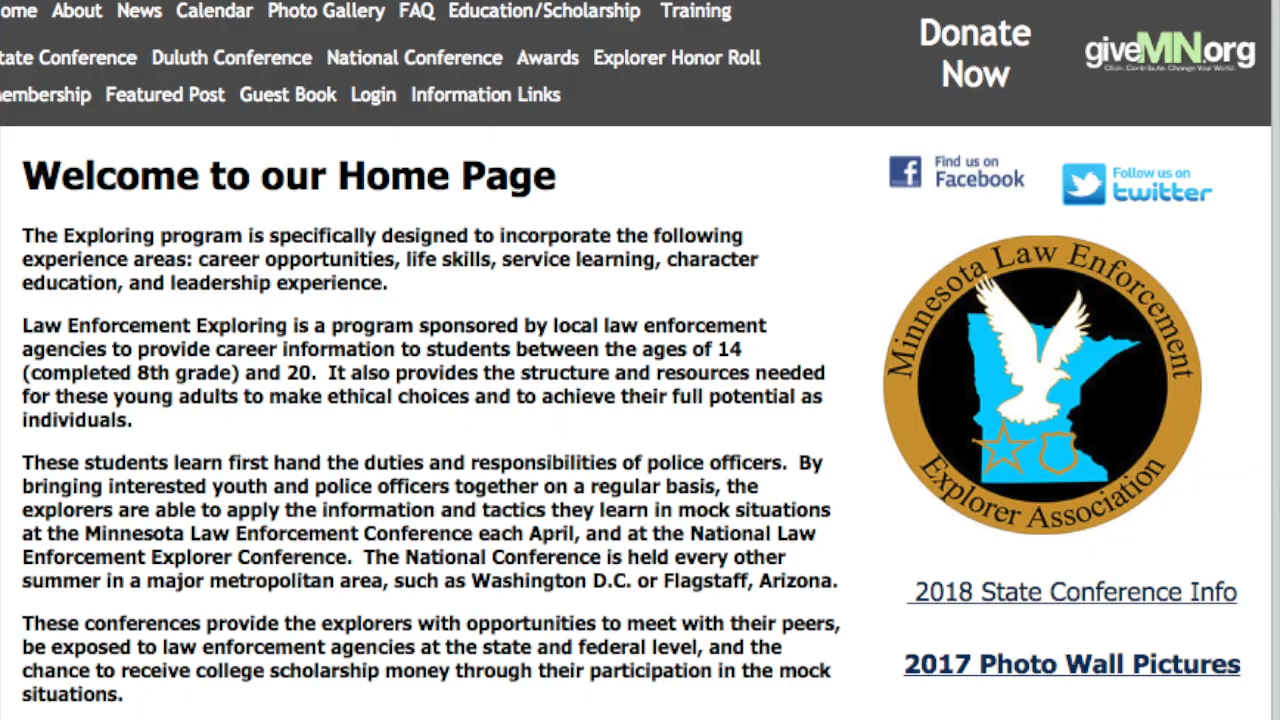 ome About News Calendar Photo Gallery FAQ Education/Scholarship Training
tate Conference Duluth Conference National Conference Awards Explorer Honor Roll
embership Featured Post Guest Book Login Information Links
Donate
Now
giveMN.org
Click. Contribute. Change Your World.
Welcome to our Home Page
The Exploring program is specifically designed to incorporate the following
experience areas: career opportunities, life skills, service learning, character
education, and leadership experience.
Law Enforcement Exploring is a program sponsored by local law enforcement
agencies to provide career information to students between the ages of 14
(completed 8th grade) and 20.  It also provides the structure and resources needed
for these young adults to make ethical choices and to achieve their full potential as
individuals.
These students learn first hand the duties and responsibilities of police officers.  By
bringing interested youth and police officers together on a regular basis, the
explorers are able to apply the information and tactics they learn in mock situations
at the Minnesota Law Enforcement Conference each April, and at the National Law
Enforcement Explorer Conference.  The National Conference is held every other
summer in a major metropolitan area, such as Washington D.C. or Flagstaff, Arizona.
These conferences provide the explorers with opportunities to meet with their peers,
be exposed to law enforcement agencies at the state and federal level, and the
chance to receive college scholarship money through their participation in the mock
situations.
Find us on
Facebook
Follow us on
twitter
Minnesota Law Enforcement
Explorer Association
2018 State Conference Info
2017 Photo Wall Pictures